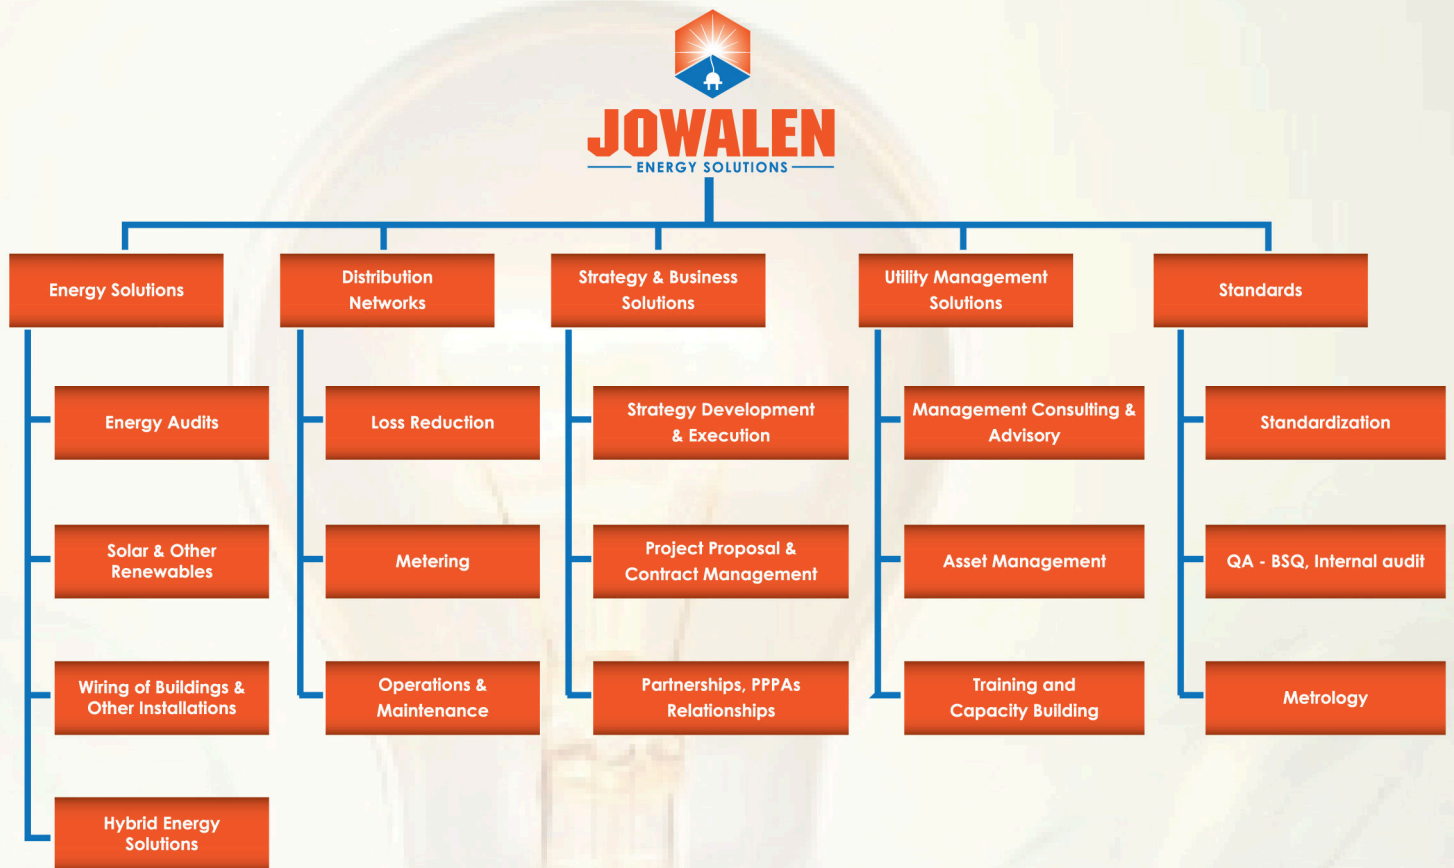 JOWALEN
ENERGY SOLUTIONS
Energy Solutions
Energy Audits
Solar & Other
Renewables
Wiring of Buildings &
Other Installations
Hybrid Energy
Solutions
Distribution
Networks
Loss Reduction
Metering
Operations &
Maintenance
Strategy & Business
Solutions
Strategy Development
& Execution
Project Proposal &
Contract Management
Partnerships, PPPAs
Relationships
Utility Management
Solutions
Management Consulting &
Advisory
Asset Management
Training and
Capacity Building
Standards
Standardization
QA - BSQ, Internal audit
Metrology